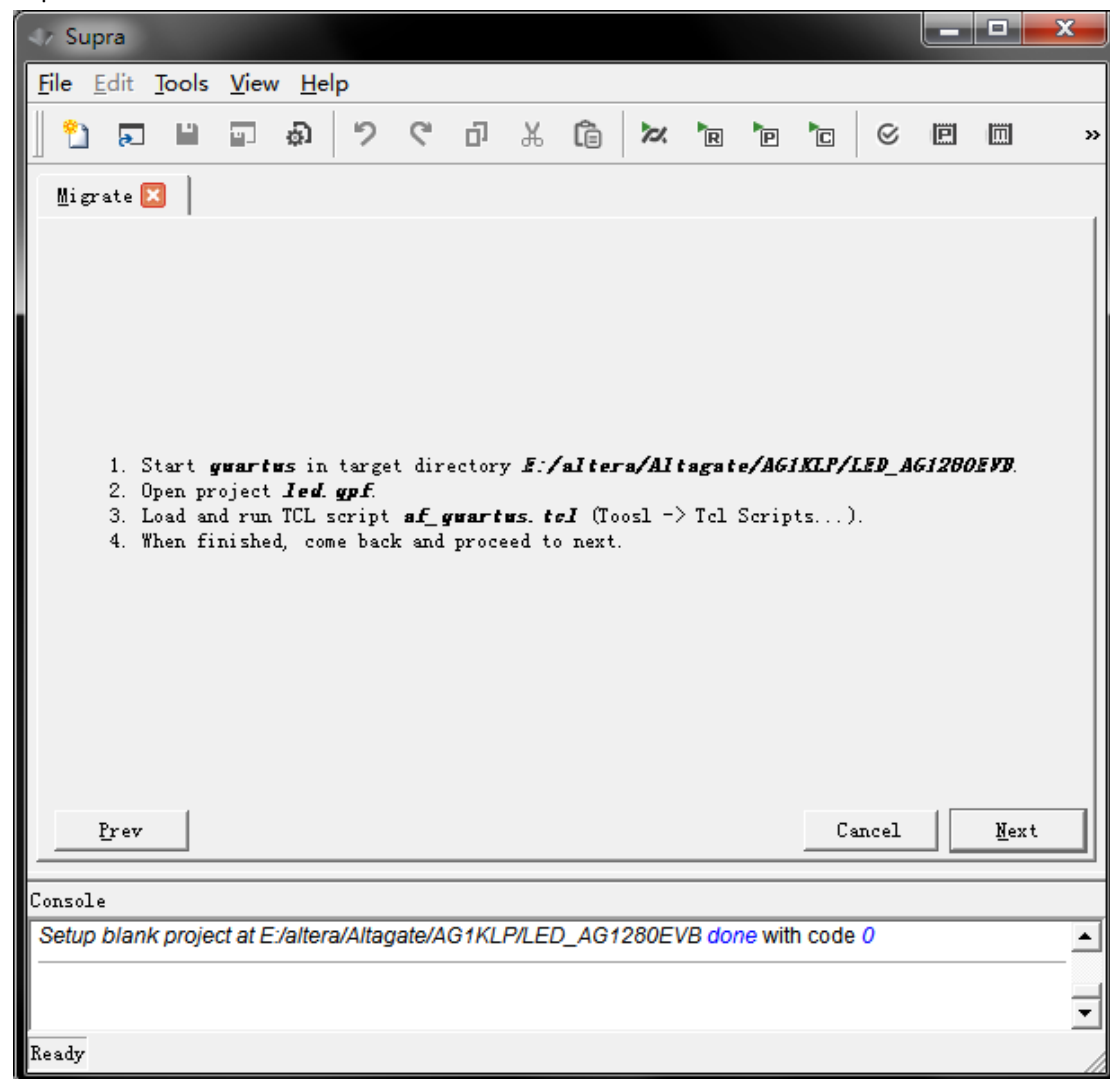 Supra
File Edit Tools View Help
R P C P m »
Migrate
1. Start quartus in target directory E:/altera/Altagate/AG1KLP/LED_AG1280EVB.
2. Open project led.qpf.
3. Load and run TCL script af_quartus.tcl (Toosl -> Tcl Scripts...).
4. When finished, come back and proceed to next.
Prev Cancel Next
Console
Setup blank project at E:/altera/Altagate/AG1KLP/LED_AG1280EVB done with code 0
Ready